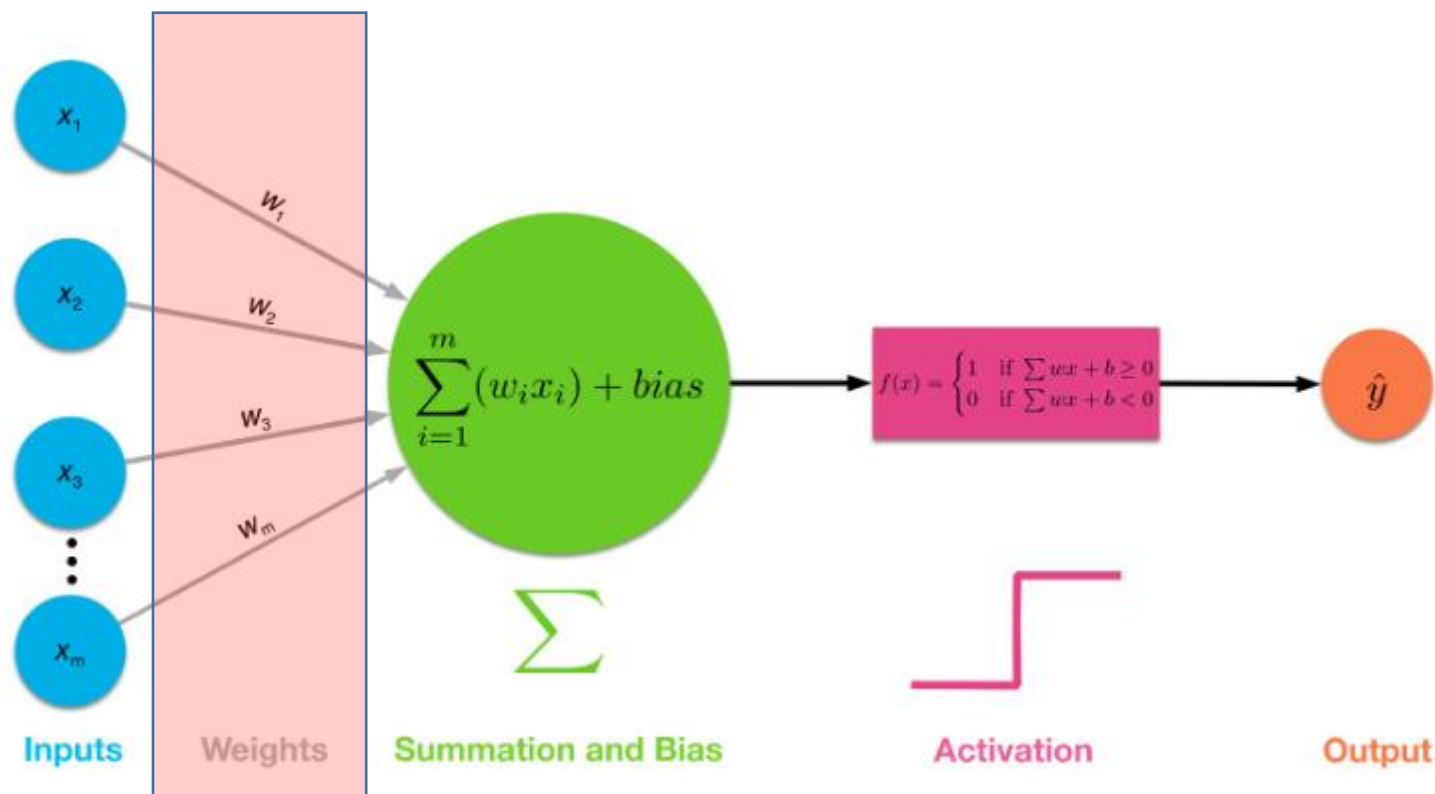 x₁
x₂
x₃
xₘ
w₁
w₂
w₃
wₘ
m
∑(wᵢxᵢ) + bias
i=1
f(x) = {1 if ∑wx + b ≥ 0
0 if ∑wx + b < 0
ŷ
∑
Inputs Weights Summation and Bias Activation Output